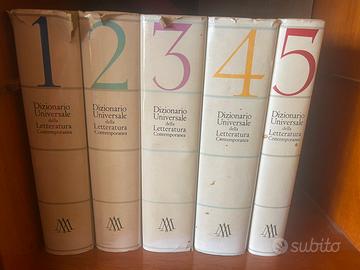 1
Dizionario
Universale
della
Letteratura
Contemporanea
2
Dizionario
Universale
della
Letteratura
Contemporanea
3
Dizionario
Universale
della
Letteratura
Contemporanea
4
Dizionario
Universale
della
Letteratura
Contemporanea
5
Dizionario
Universale
della
Letteratura
Contemporanea
subito